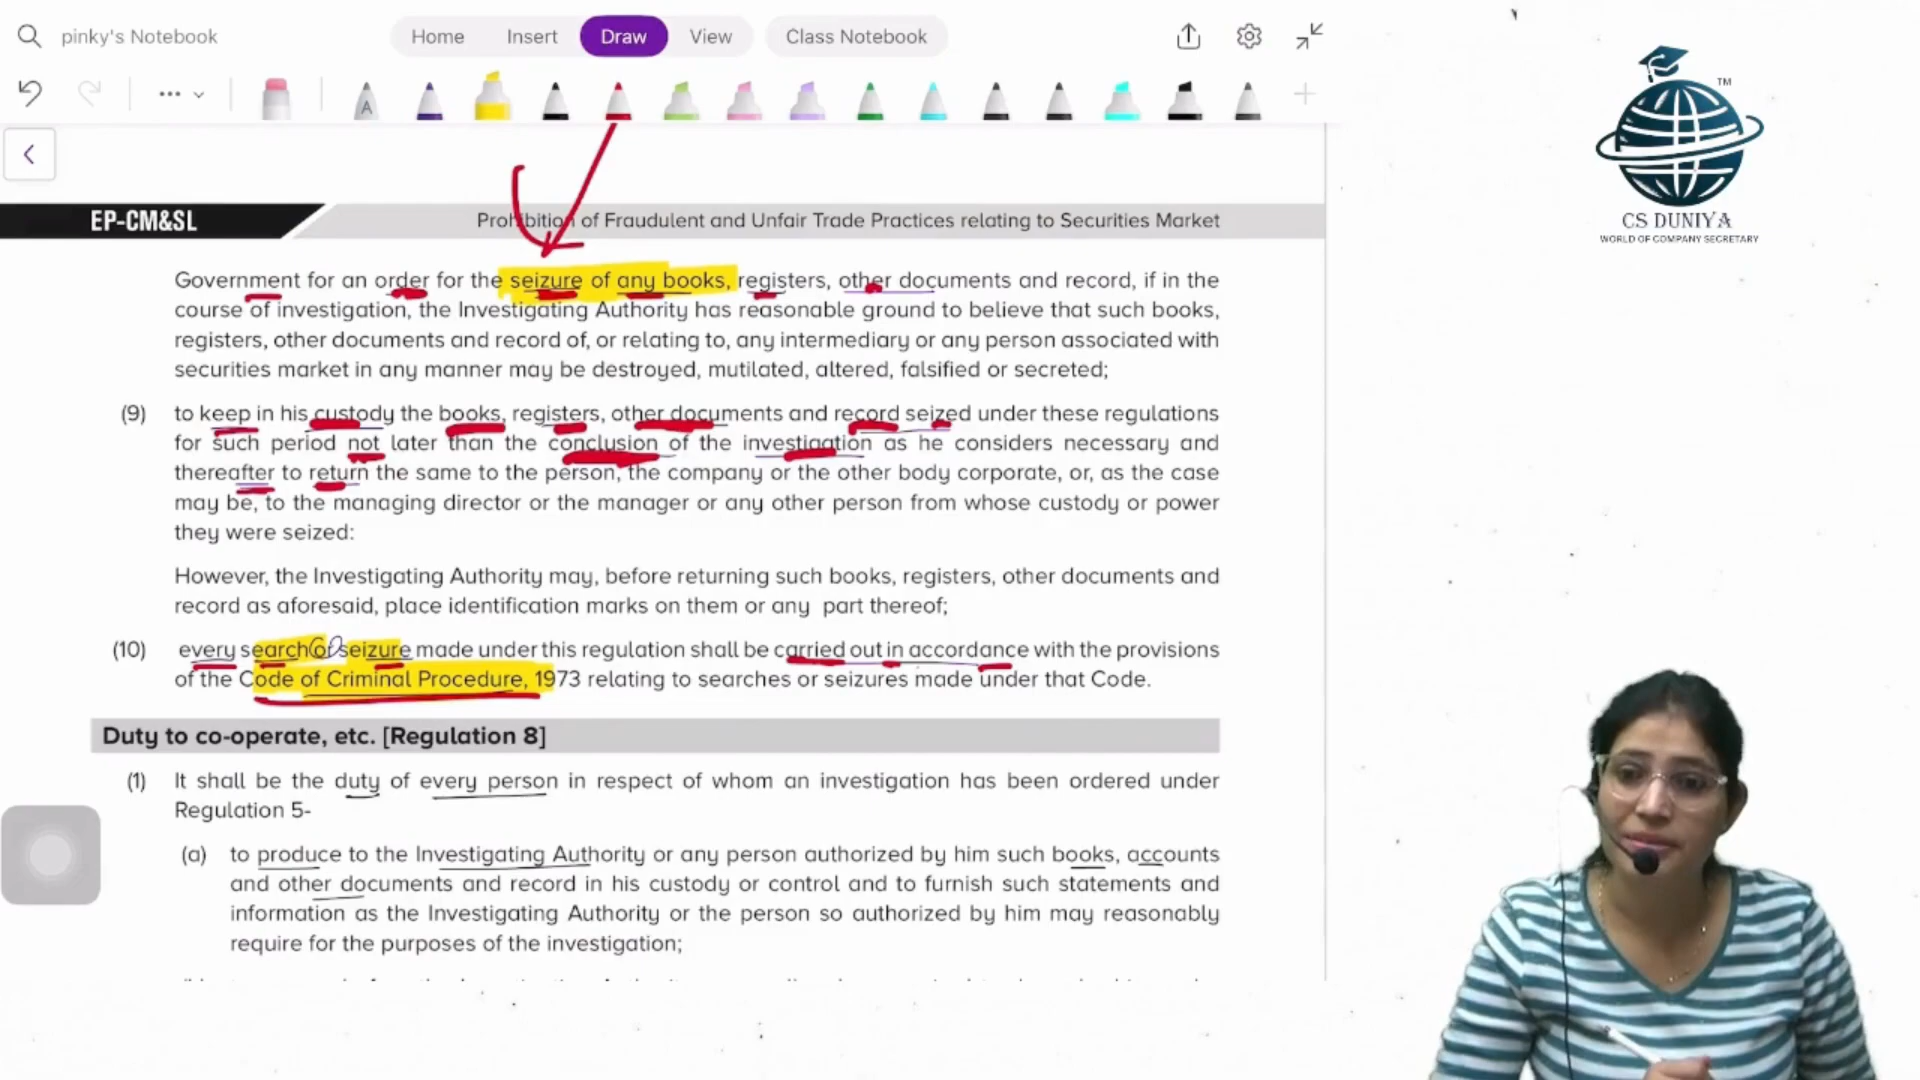 pinky's Notebook
Home Insert Draw View Class Notebook
A
TM
CS DUNIYA
WORLD OF COMPANY SECRETARY
EP-CM&SL
Prohibition of Fraudulent and Unfair Trade Practices relating to Securities Market
Government for an order for the seizure of any books, registers, other documents and record, if in the
course of investigation, the Investigating Authority has reasonable ground to believe that such books,
registers, other documents and record of, or relating to, any intermediary or any person associated with
securities market in any manner may be destroyed, mutilated, altered, falsified or secreted;
(9) to keep in his custody the books, registers, other documents and record seized under these regulations
for such period not later than the conclusion of the investigation as he considers necessary and
thereafter to return the same to the person, the company or the other body corporate, or, as the case
may be, to the managing director or the manager or any other person from whose custody or power
they were seized:
However, the Investigating Authority may, before returning such books, registers, other documents and
record as aforesaid, place identification marks on them or any part thereof;
(10) every search or seizure made under this regulation shall be carried out in accordance with the provisions
of the Code of Criminal Procedure, 1973 relating to searches or seizures made under that Code.
Duty to co-operate, etc. [Regulation 8]
(1) It shall be the duty of every person in respect of whom an investigation has been ordered under
Regulation 5-
(a) to produce to the Investigating Authority or any person authorized by him such books, accounts
and other documents and record in his custody or control and to furnish such statements and
information as the Investigating Authority or the person so authorized by him may reasonably
require for the purposes of the investigation;